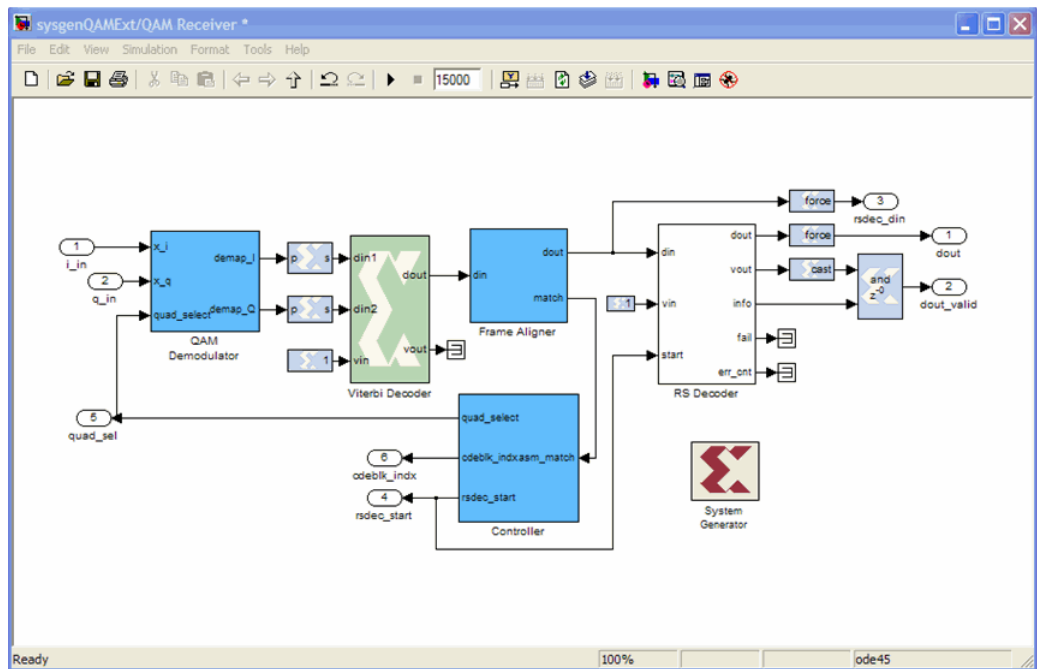 sysgenQAMExt/QAM Receiver *
File Edit View Simulation Format Tools Help
15000
force
3
rsdec_din
1
i_in
x_i
demap_I
p s
din1
dout
din
dout
din
dout
force
1
dout
2
q_in
x_q
vout
cast
and
z-0
2
dout_valid
quad_select
demap_Q
p s
din2
match
1
vin
info
QAM
Demodulator
Frame Aligner
fail
1
vin
vout
start
err_cnt
Viterbi Decoder
RS Decoder
5
quad_sel
quad_select
6
cdeblk_indx
cdeblk_indx
asm_match
4
rsdec_start
rsdec_start
Controller
System
Generator
Ready
100%
ode45